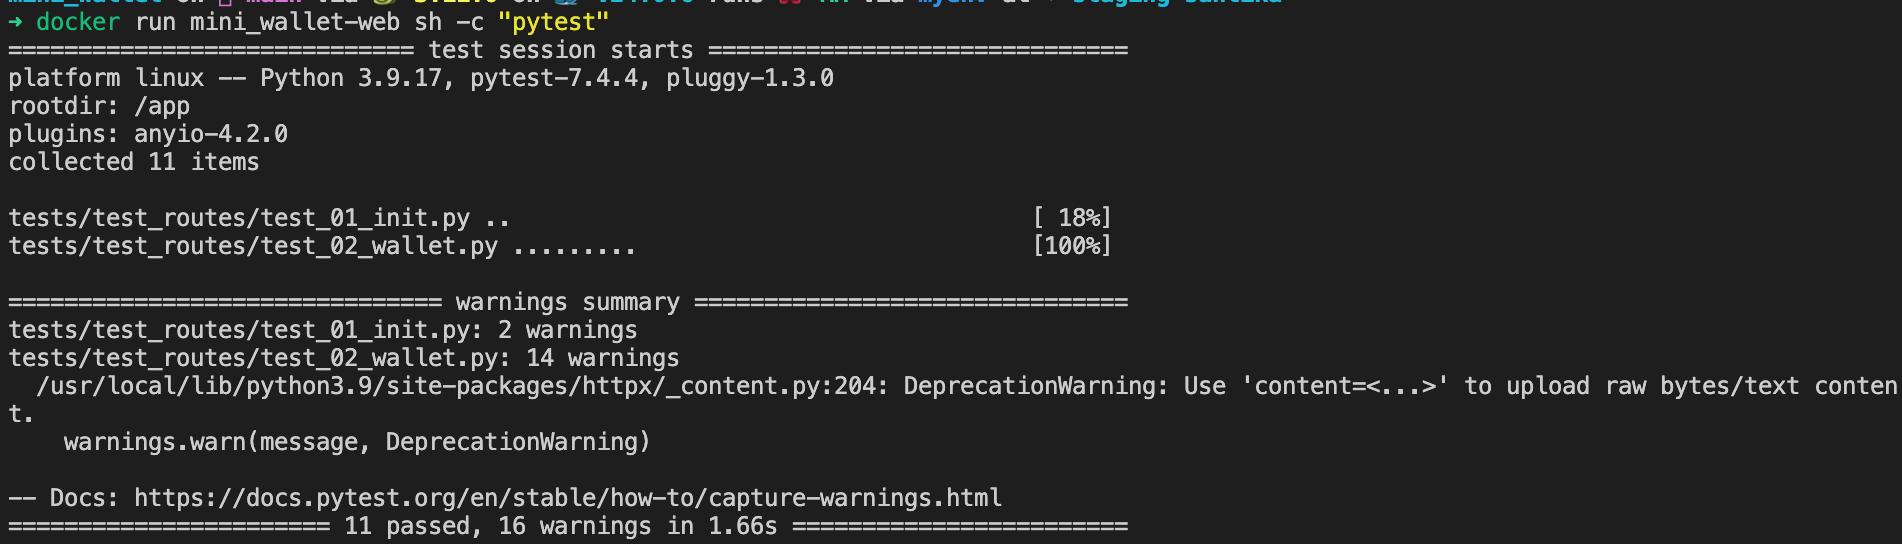 ➜ docker run mini_wallet-web sh -c "pytest"
============================= test session starts ==============================
platform linux -- Python 3.9.17, pytest-7.4.4, pluggy-1.3.0
rootdir: /app
plugins: anyio-4.2.0
collected 11 items
tests/test_routes/test_01_init.py .. [ 18%]
tests/test_routes/test_02_wallet.py ......... [100%]
=============================== warnings summary ===============================
tests/test_routes/test_01_init.py: 2 warnings
tests/test_routes/test_02_wallet.py: 14 warnings
/usr/local/lib/python3.9/site-packages/httpx/_content.py:204: DeprecationWarning: Use 'content=<...>' to upload raw bytes/text conten
t.
warnings.warn(message, DeprecationWarning)
-- Docs: https://docs.pytest.org/en/stable/how-to/capture-warnings.html
======================= 11 passed, 16 warnings in 1.66s ========================